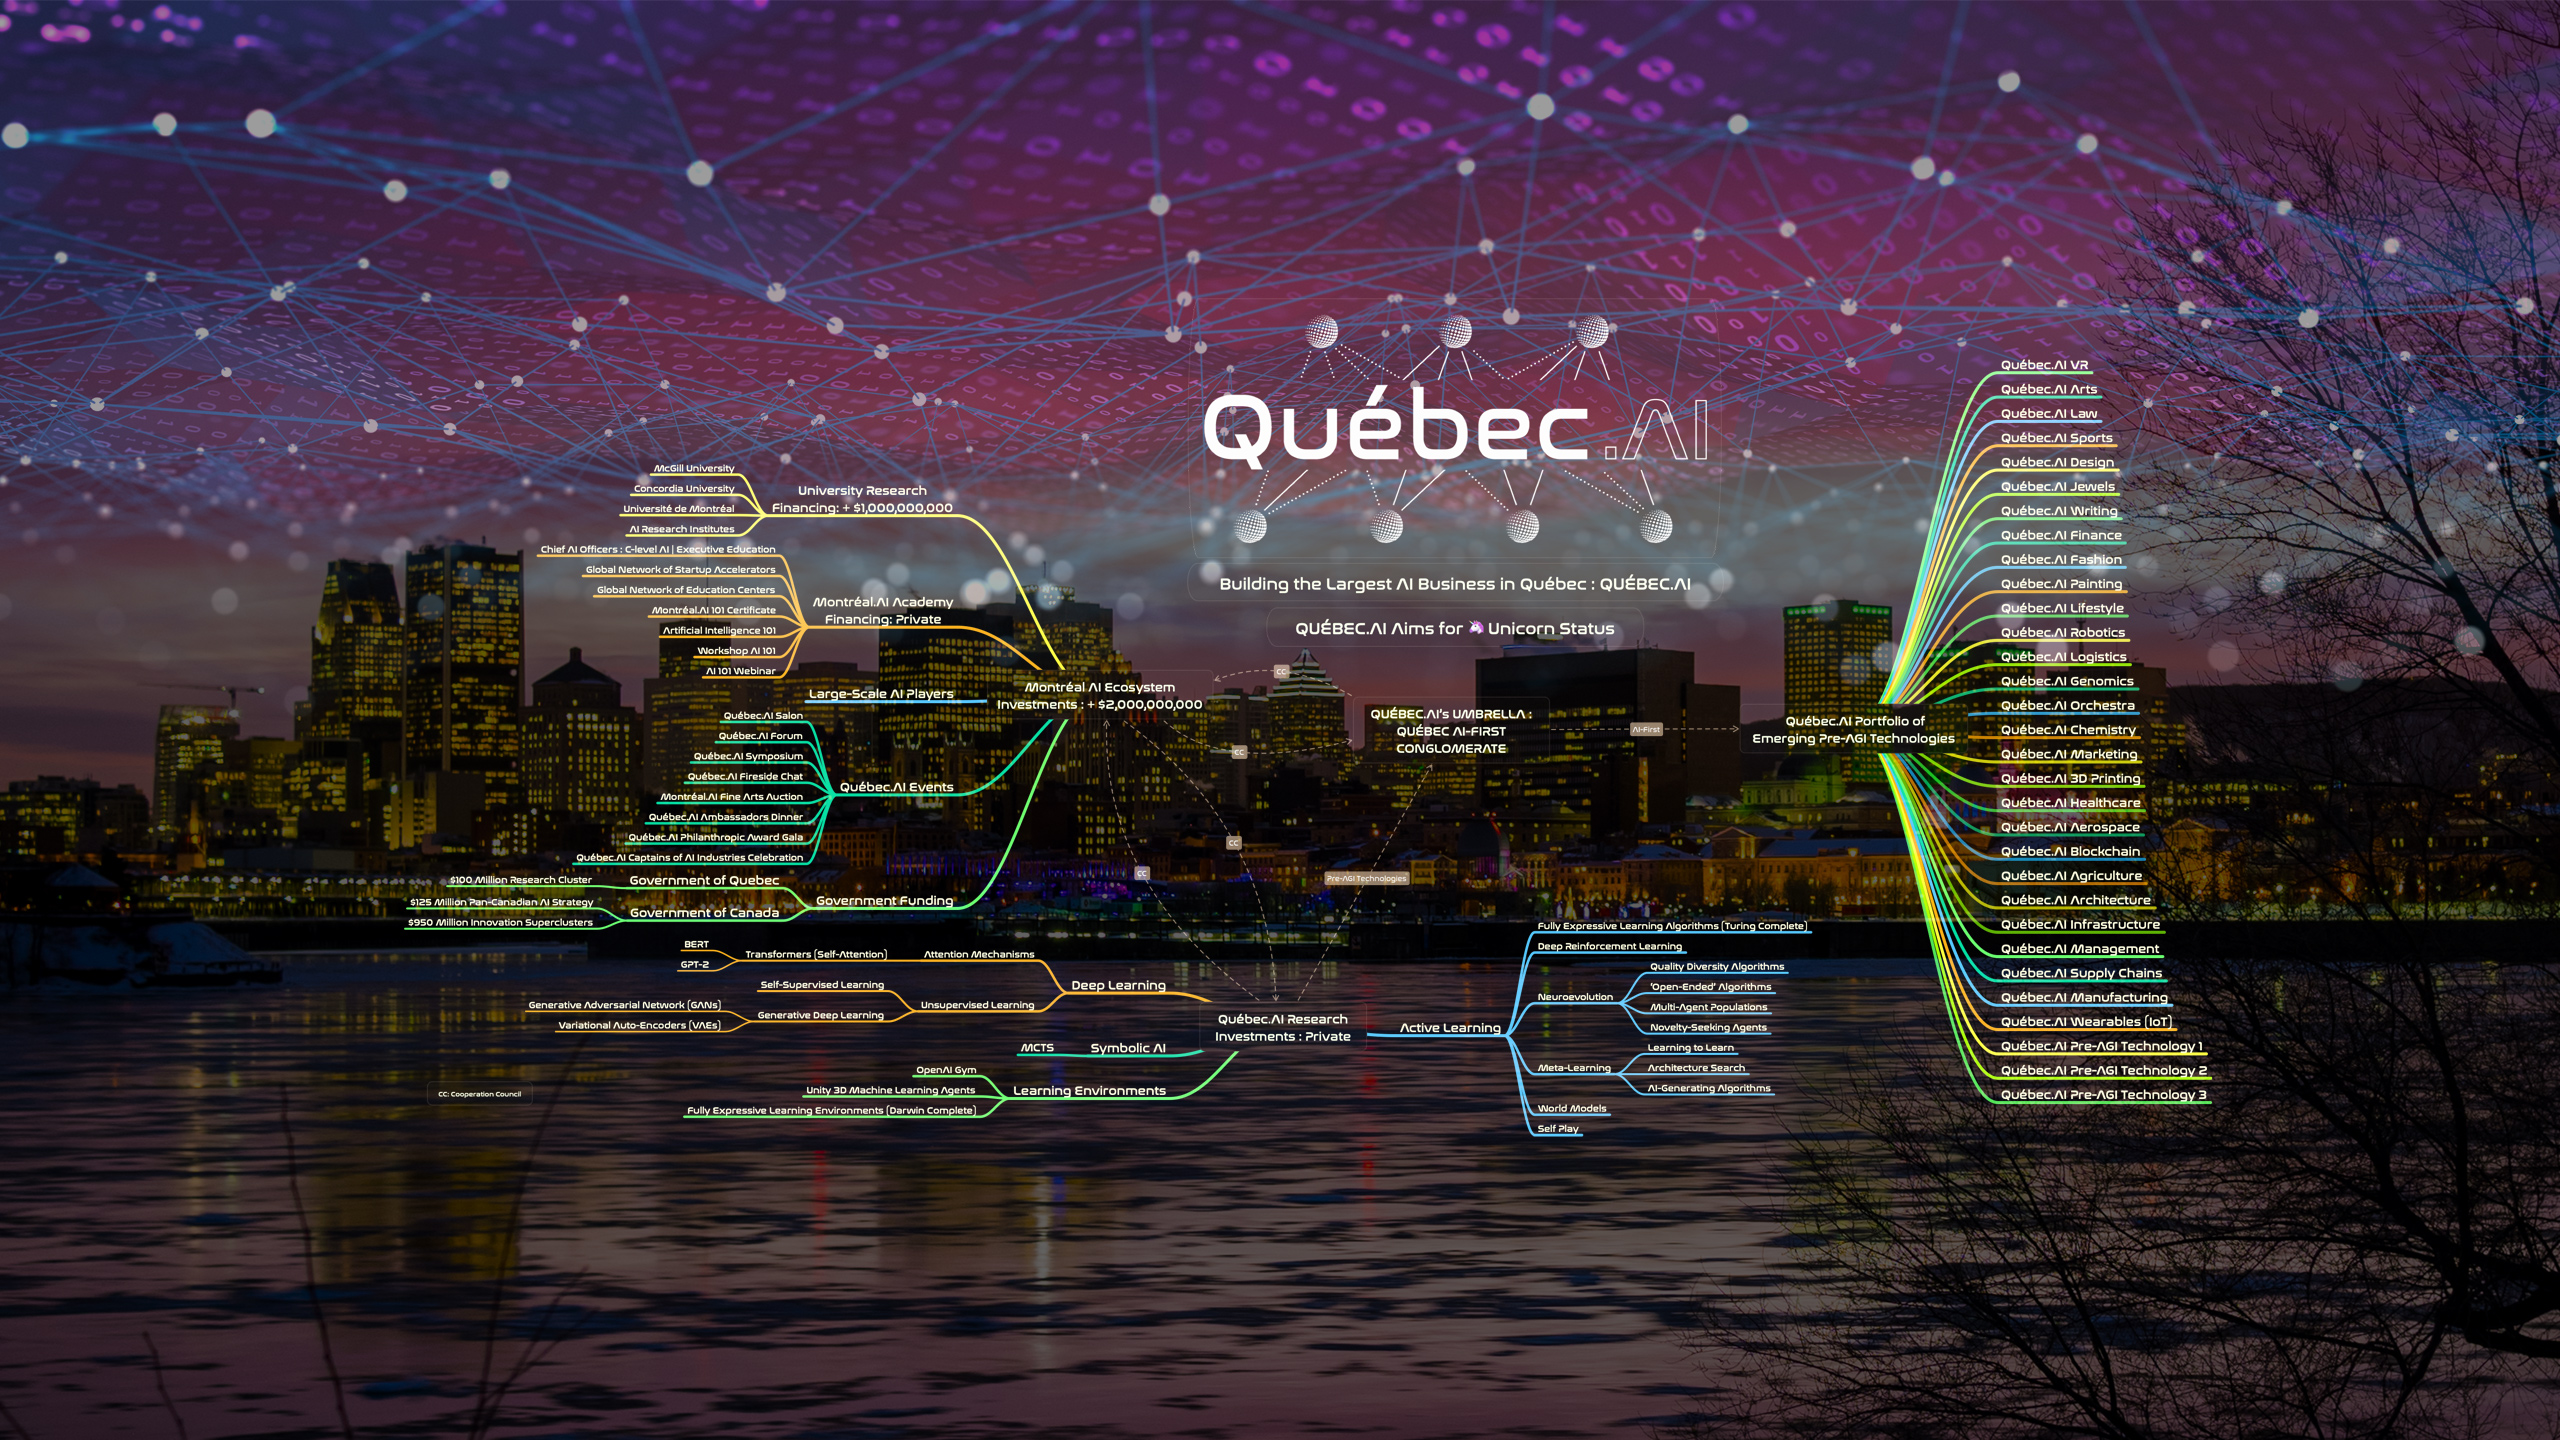 Québec.AI
Building the Largest AI Business in Québec : QUÉBEC.AI
QUÉBEC.AI Aims for 🦄 Unicorn Status
McGill University
Concordia University
Université de Montréal
AI Research Institutes
University Research
Financing: + $1,000,000,000
Chief AI Officers : C-level AI | Executive Education
Global Network of Startup Accelerators
Global Network of Education Centers
Montréal.AI 101 Certificate
Artificial Intelligence 101
Workshop AI 101
AI 101 Webinar
Montréal.AI Academy
Financing: Private
Large-Scale AI Players
Montréal AI Ecosystem
Investments : + $2,000,000,000
Québec.AI Salon
Québec.AI Forum
Québec.AI Symposium
Québec.AI Fireside Chat
Montréal.AI Fine Arts Auction
Québec.AI Ambassadors Dinner
Québec.AI Philanthropic Award Gala
Québec.AI Captains of AI Industries Celebration
Québec.AI Events
$100 Million Research Cluster
Government of Quebec
$125 Million Pan-Canadian AI Strategy
$950 Million Innovation Superclusters
Government of Canada
Government Funding
CC
CC
CC
CC
QUÉBEC.AI's UMBRELLA :
QUÉBEC AI-FIRST
CONGLOMERATE
AI-First
Pre-AGI Technologies
BERT
GPT-2
Transformers (Self-Attention)
Attention Mechanisms
Self-Supervised Learning
Generative Adversarial Network (GANs)
Variational Auto-Encoders (VAEs)
Generative Deep Learning
Unsupervised Learning
Deep Learning
MCTS
Symbolic AI
OpenAI Gym
Unity 3D Machine Learning Agents
Fully Expressive Learning Environments (Darwin Complete)
Learning Environments
Québec.AI Research
Investments : Private
Active Learning
Fully Expressive Learning Algorithms (Turing Complete)
Deep Reinforcement Learning
Neuroevolution
Quality Diversity Algorithms
'Open-Ended' Algorithms
Multi-Agent Populations
Novelty-Seeking Agents
Meta-Learning
Learning to Learn
Architecture Search
AI-Generating Algorithms
World Models
Self Play
CC: Cooperation Council
Québec.AI Portfolio of
Emerging Pre-AGI Technologies
Québec.AI VR
Québec.AI Arts
Québec.AI Law
Québec.AI Sports
Québec.AI Design
Québec.AI Jewels
Québec.AI Writing
Québec.AI Finance
Québec.AI Fashion
Québec.AI Painting
Québec.AI Lifestyle
Québec.AI Robotics
Québec.AI Logistics
Québec.AI Genomics
Québec.AI Orchestra
Québec.AI Chemistry
Québec.AI Marketing
Québec.AI 3D Printing
Québec.AI Healthcare
Québec.AI Aerospace
Québec.AI Blockchain
Québec.AI Agriculture
Québec.AI Architecture
Québec.AI Infrastructure
Québec.AI Management
Québec.AI Supply Chains
Québec.AI Manufacturing
Québec.AI Wearables (IoT)
Québec.AI Pre-AGI Technology 1
Québec.AI Pre-AGI Technology 2
Québec.AI Pre-AGI Technology 3